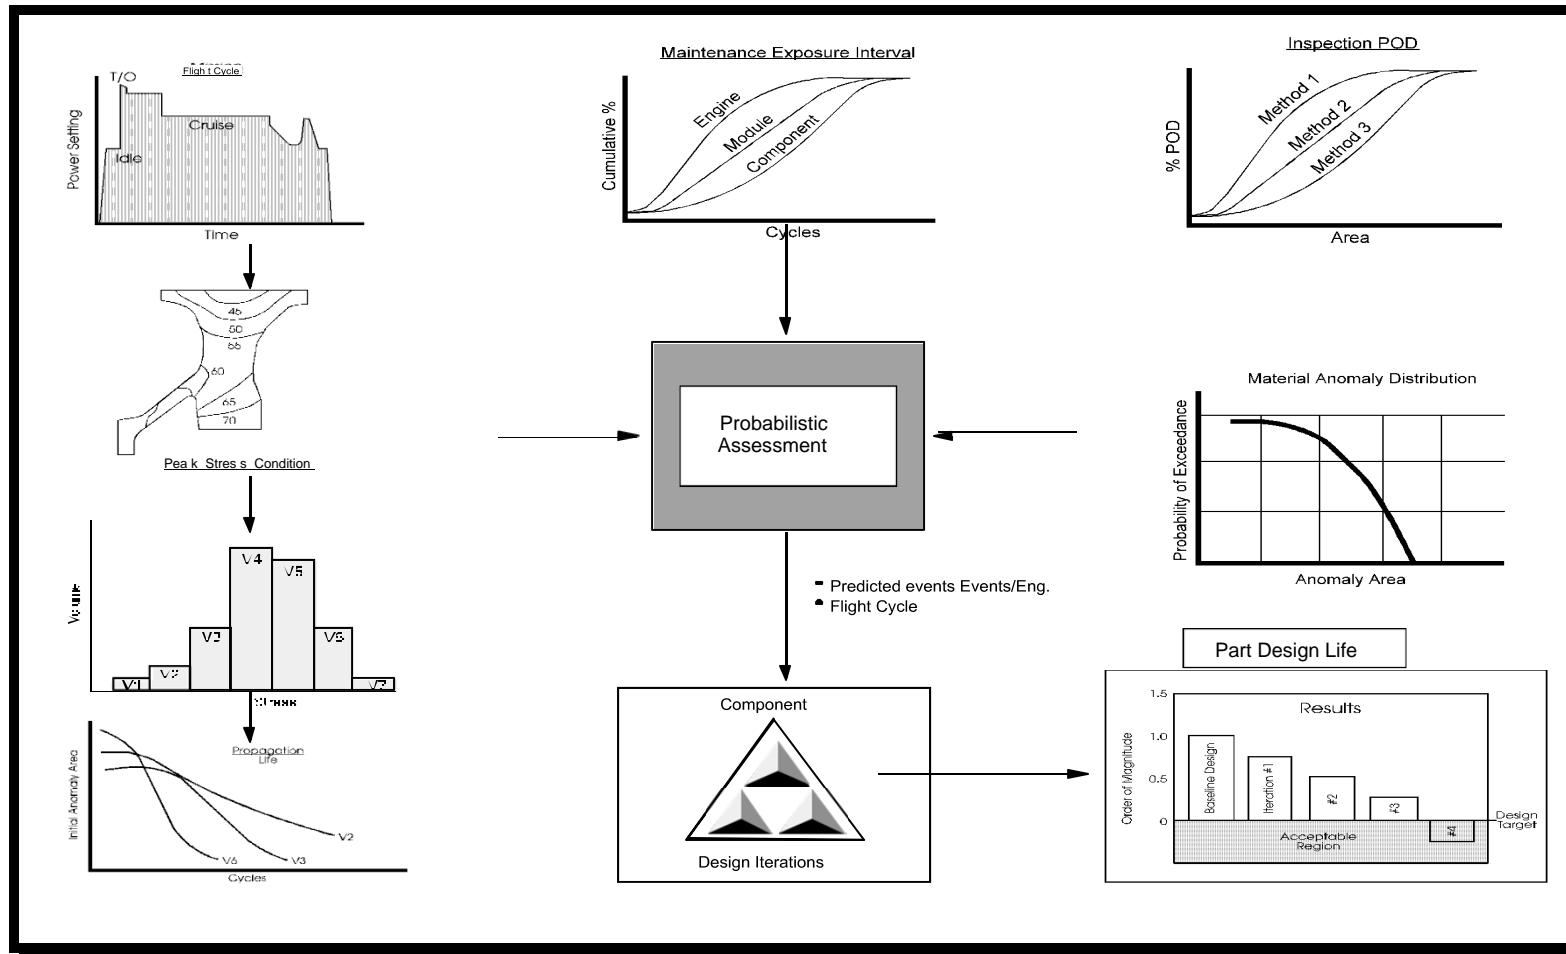 Flight Cycle
T/O
Cruise
Idle
Power Setting
Time
45
50
55
60
65
70
Peak Stress Condition
V1
V2
V3
V4
V5
V6
V7
Volume
Stress
Propagation
Life
Initial Anomaly Area
V2
V6
V3
Cycles
Maintenance Exposure Interval
Engine
Module
Component
Cumulative %
Cycles
Probabilistic
Assessment
- Predicted events Events/Eng.
• Flight Cycle
Component
Design Iterations
Inspection POD
Method 1
Method 2
Method 3
% POD
Area
Material Anomaly Distribution
Probability of Exceedance
Anomaly Area
Part Design Life
Results
1.5
1.0
0.5
0
Order of Magnitude
Baseline Design
Iteration #1
#2
#3
#4
Design
Target
Acceptable
Region